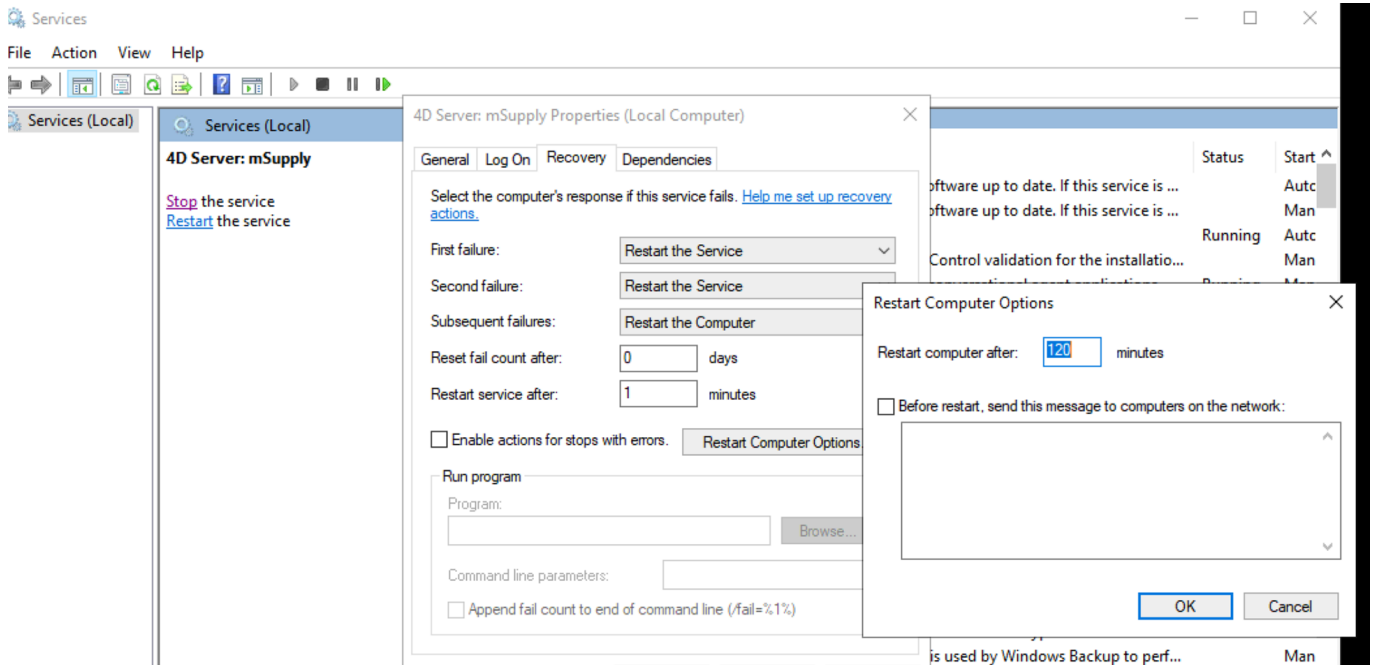 Services
File Action View Help
Services (Local)
Services (Local)
4D Server: mSupply
Stop the service
Restart the service
4D Server: mSupply Properties (Local Computer)
General Log On Recovery Dependencies
Select the computer's response if this service fails. Help me set up recovery
actions.
First failure: Restart the Service
Second failure: Restart the Service
Subsequent failures: Restart the Computer
Reset fail count after: 0 days
Restart service after: 1 minutes
Enable actions for stops with errors. Restart Computer Options
Run program
Program:
Browse...
Command line parameters:
Append fail count to end of command line (/fail=%1%)
Status Start
oftware up to date. If this service is ... Autc
oftware up to date. If this service is ... Man
Running Autc
Control validation for the installatio... Man
Restart Computer Options
Restart computer after: 120 minutes
Before restart, send this message to computers on the network:
OK Cancel
is used by Windows Backup to perf... Man